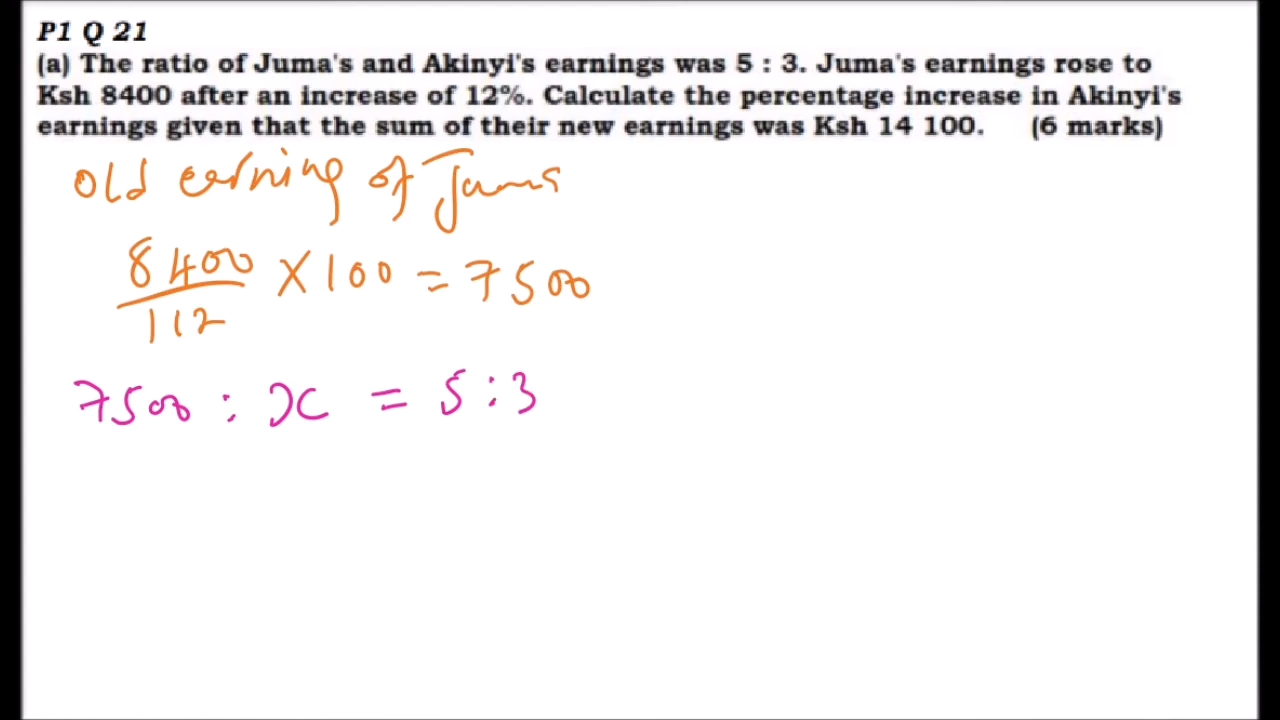 P1 Q 21
(a) The ratio of Juma's and Akinyi's earnings was 5 : 3. Juma's earnings rose to
Ksh 8400 after an increase of 12%. Calculate the percentage increase in Akinyi's
earnings given that the sum of their new earnings was Ksh 14 100. (6 marks)
old earning of Juma
8400/112 × 100 = 7500
7500 : x = 5 : 3